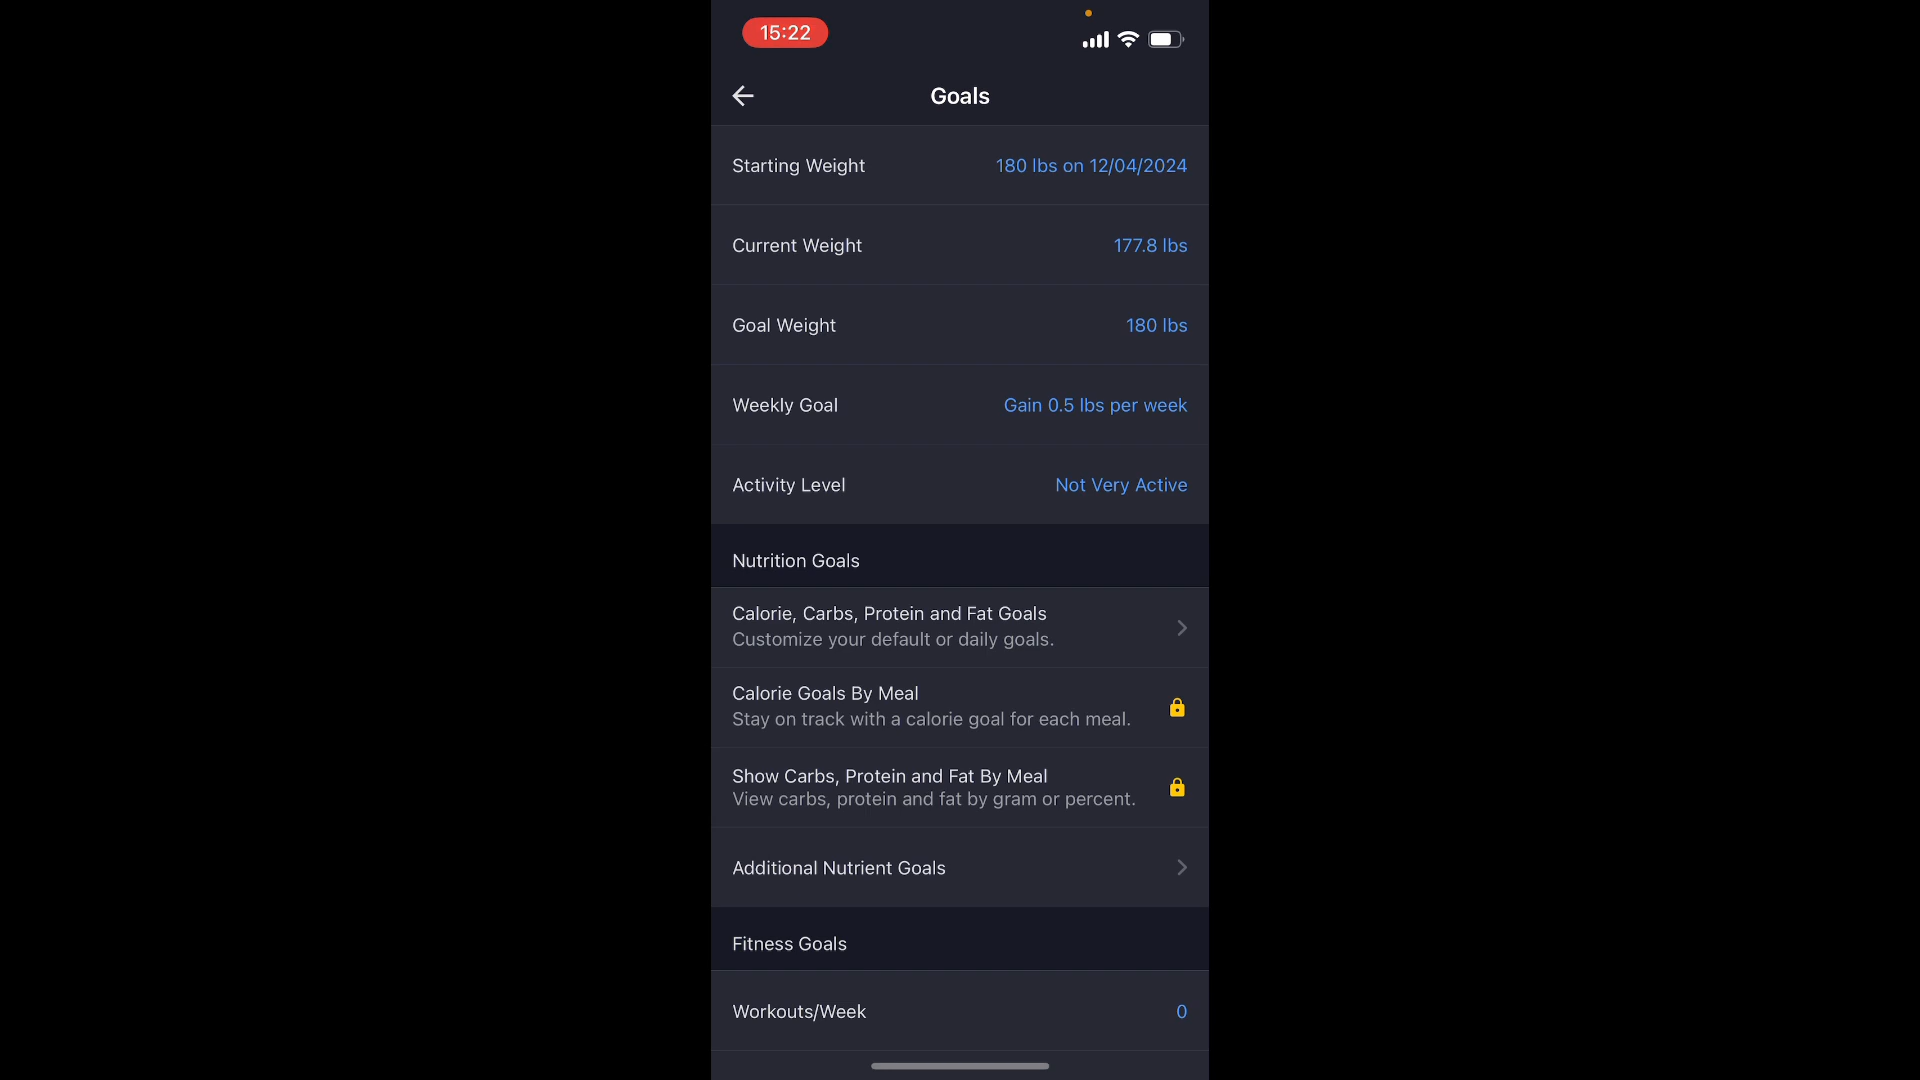 15:22
Goals
Starting Weight 180 lbs on 12/04/2024
Current Weight 177.8 lbs
Goal Weight 180 lbs
Weekly Goal Gain 0.5 lbs per week
Activity Level Not Very Active
Nutrition Goals
Calorie, Carbs, Protein and Fat Goals
Customize your default or daily goals.
Calorie Goals By Meal
Stay on track with a calorie goal for each meal.
Show Carbs, Protein and Fat By Meal
View carbs, protein and fat by gram or percent.
Additional Nutrient Goals
Fitness Goals
Workouts/Week 0